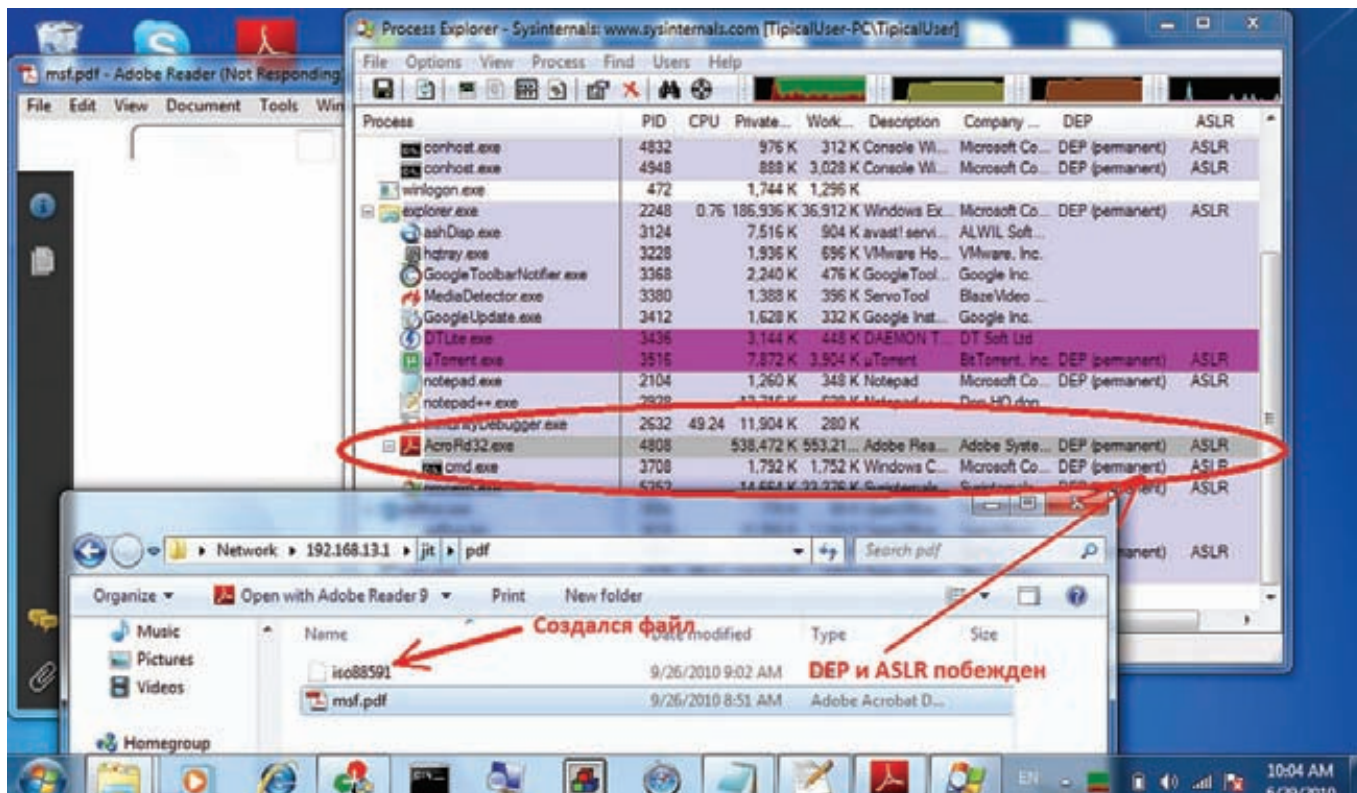 Process Explorer - Sysinternals: www.sysinternals.com [TipicalUser-PC\TipicalUser]
File Options View Process Find Users Help
msf.pdf - Adobe Reader (Not Responding)
File Edit View Document Tools Win
Process PID CPU Private... Work... Description Company ... DEP ASLR
conhost.exe 4832 976 K 312 K Console Wi... Microsoft Co... DEP (permanent) ASLR
conhost.exe 4948 888 K 3,028 K Console Wi... Microsoft Co... DEP (permanent) ASLR
winlogon.exe 472 1,744 K 1,296 K
explorer.exe 2248 0.76 186,936 K 36,912 K Windows Ex... Microsoft Co... DEP (permanent) ASLR
ashDisp.exe 3124 7,516 K 904 K avast! servi... ALWIL Soft...
hqtray.exe 3228 1,936 K 696 K VMware Ho... VMware, Inc.
GoogleToolbarNotifier.exe 3368 2,240 K 476 K GoogleTool... Google Inc.
MediaDetector.exe 3380 1,388 K 396 K ServoTool BlazeVideo ...
GoogleUpdate.exe 3412 1,628 K 332 K Google Inst... Google Inc.
DTLite.exe 3436 3,144 K 448 K DAEMON T... DT Soft Ltd
uTorrent.exe 3516 7,872 K 3,904 K µTorrent BitTorrent, Inc. DEP (permanent) ASLR
notepad.exe 2104 1,260 K 348 K Notepad Microsoft Co... DEP (permanent) ASLR
notepad++.exe 2928
ImmunityDebugger.exe 2632 49.24 11,904 K 280 K
AcroRd32.exe 4808 538,472 K 553,21... Adobe Rea... Adobe Syste... DEP (permanent) ASLR
cmd.exe 3708 1,792 K 1,752 K Windows C... Microsoft Co... DEP (permanent) ASLR
ASLR
Network 192.168.13.1 jit pdf Search pdf
Organize Open with Adobe Reader 9 Print New folder
Music
Pictures
Videos
Homegroup
Name Date modified Type Size
Создался файл
iso88591 9/26/2010 9:02 AM
DEP и ASLR побежден
msf.pdf 9/26/2010 8:51 AM Adobe Acrobat D...
EN
10:04 AM